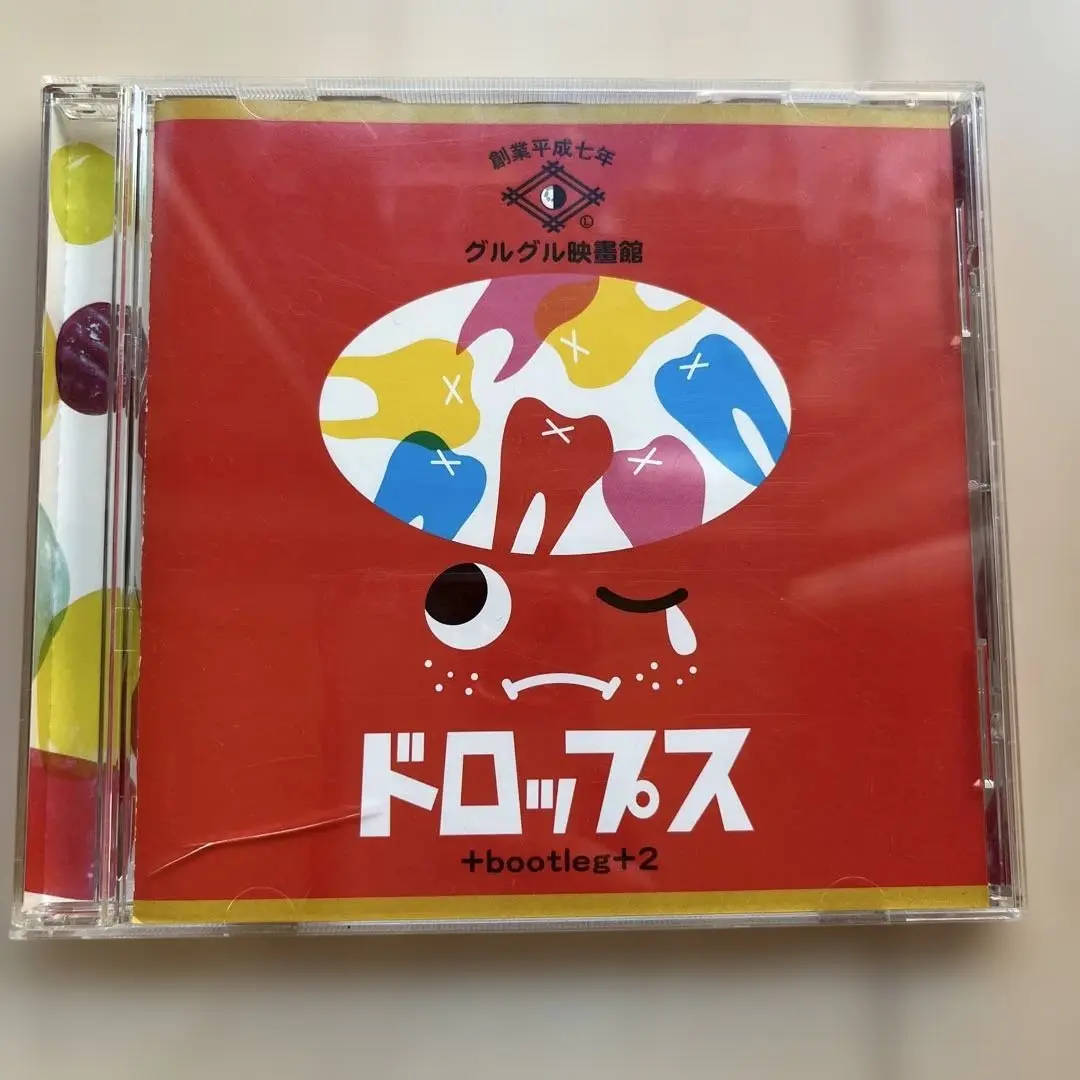 創業平成七年
Ⓛ
グルグル映畫館
ドロップス
+bootleg+2